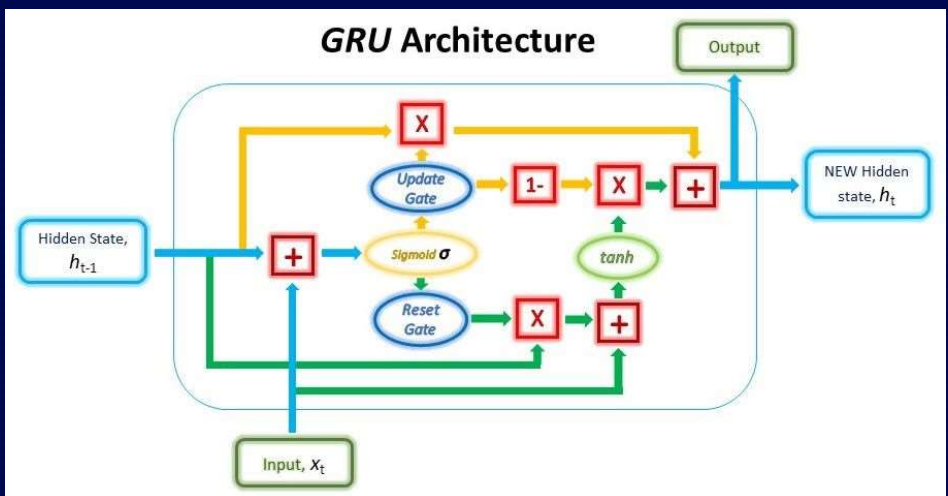 GRU Architecture
Output
X
Update
Gate
1-
X
+
NEW Hidden
state, hₜ
Hidden State,
hₜ₋₁
+
Sigmoid σ
tanh
Reset
Gate
X
+
Input, xₜ